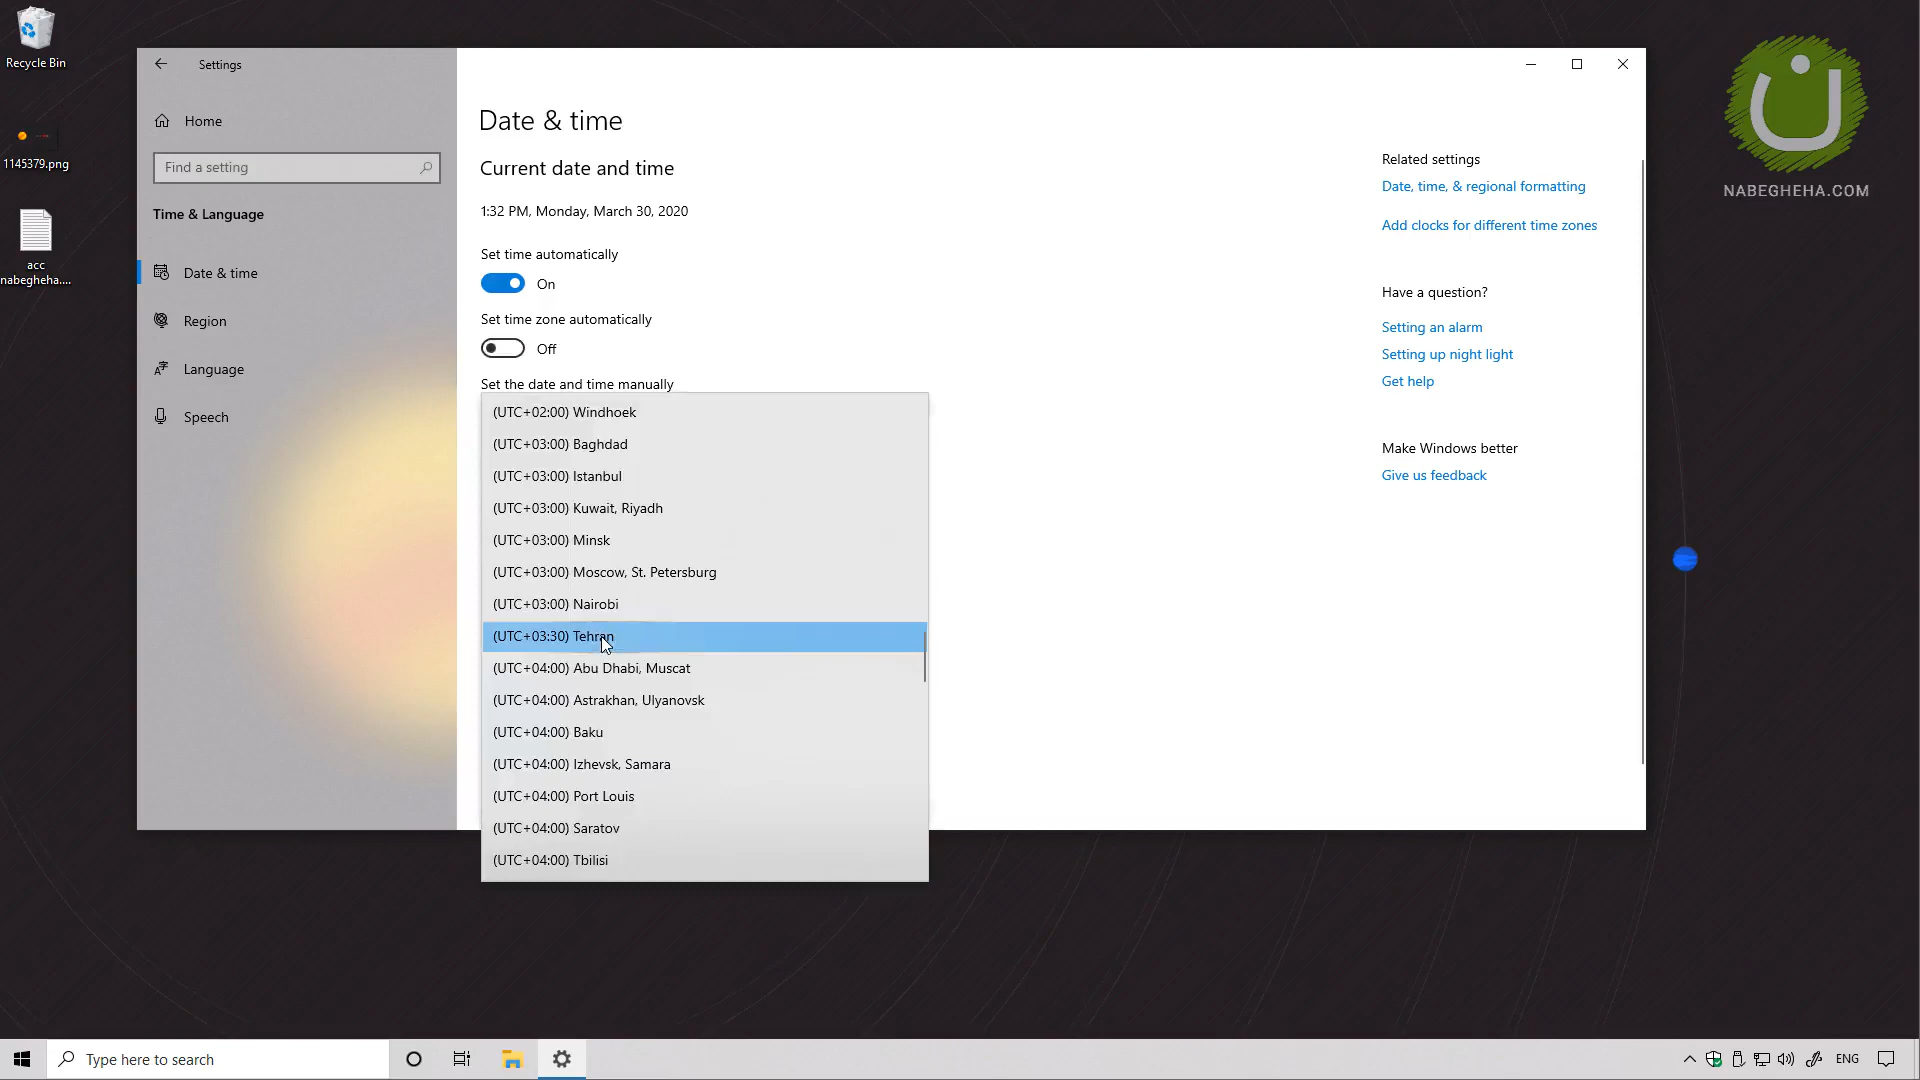 Recycle Bin
1145379.png
acc
nabegheha....
Settings
Home
Find a setting
Time & Language
Date & time
Region
Language
Speech
Date & time
Current date and time
1:32 PM, Monday, March 30, 2020
Set time automatically
On
Set time zone automatically
Off
Set the date and time manually
(UTC+02:00) Windhoek
(UTC+03:00) Baghdad
(UTC+03:00) Istanbul
(UTC+03:00) Kuwait, Riyadh
(UTC+03:00) Minsk
(UTC+03:00) Moscow, St. Petersburg
(UTC+03:00) Nairobi
(UTC+03:30) Tehran
(UTC+04:00) Abu Dhabi, Muscat
(UTC+04:00) Astrakhan, Ulyanovsk
(UTC+04:00) Baku
(UTC+04:00) Izhevsk, Samara
(UTC+04:00) Port Louis
(UTC+04:00) Saratov
(UTC+04:00) Tbilisi
Related settings
Date, time, & regional formatting
Add clocks for different time zones
Have a question?
Setting an alarm
Setting up night light
Get help
Make Windows better
Give us feedback
NABEGHEHA.COM
Type here to search
ENG